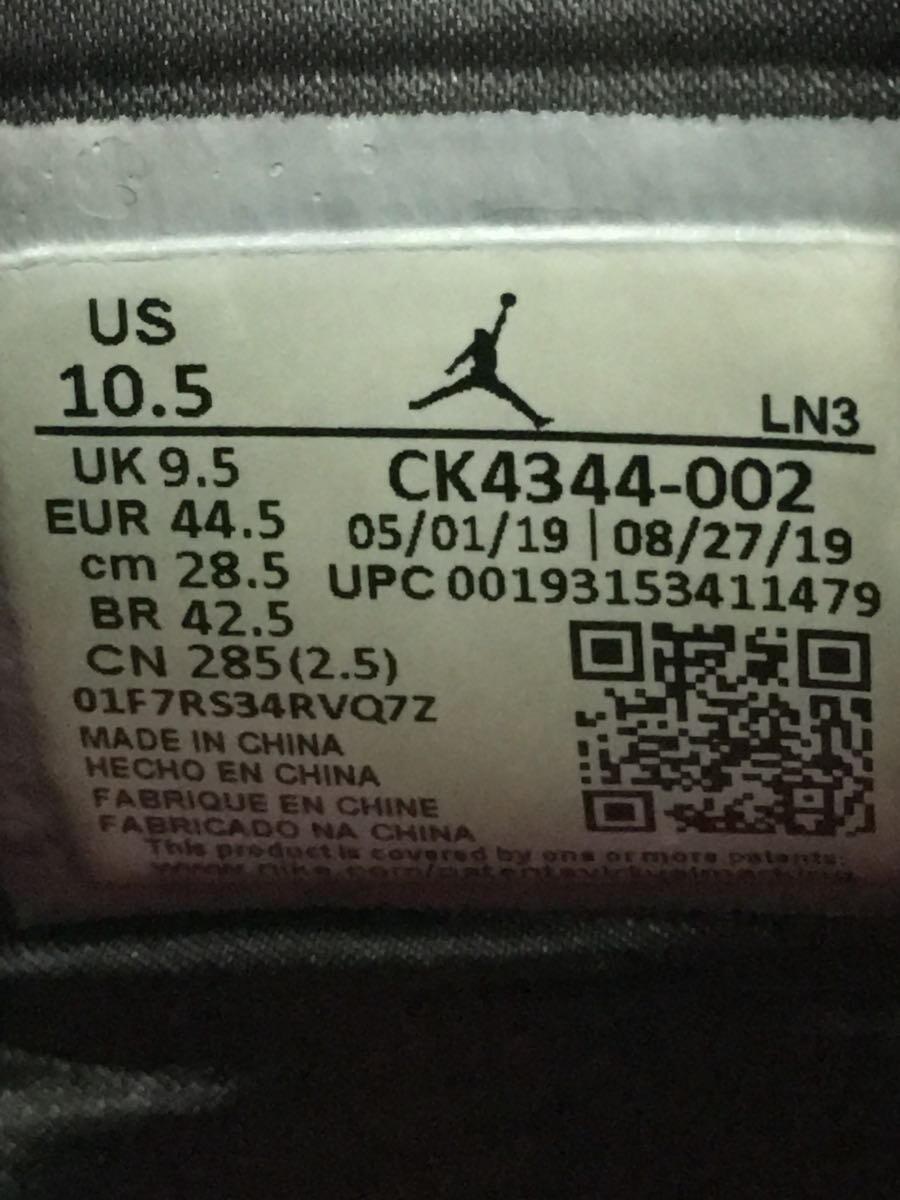 US
10.5
LN3
UK 9.5
CK4344-002
EUR 44.5
05/01/19 | 08/27/19
cm 28.5
UPC 00193153411479
BR 42.5
CN 285(2.5)
01F7RS34RVQ7Z
MADE IN CHINA
HECHO EN CHINA
FABRIQUE EN CHINE
FABRICADO NA CHINA
This product is covered by one or more patents: